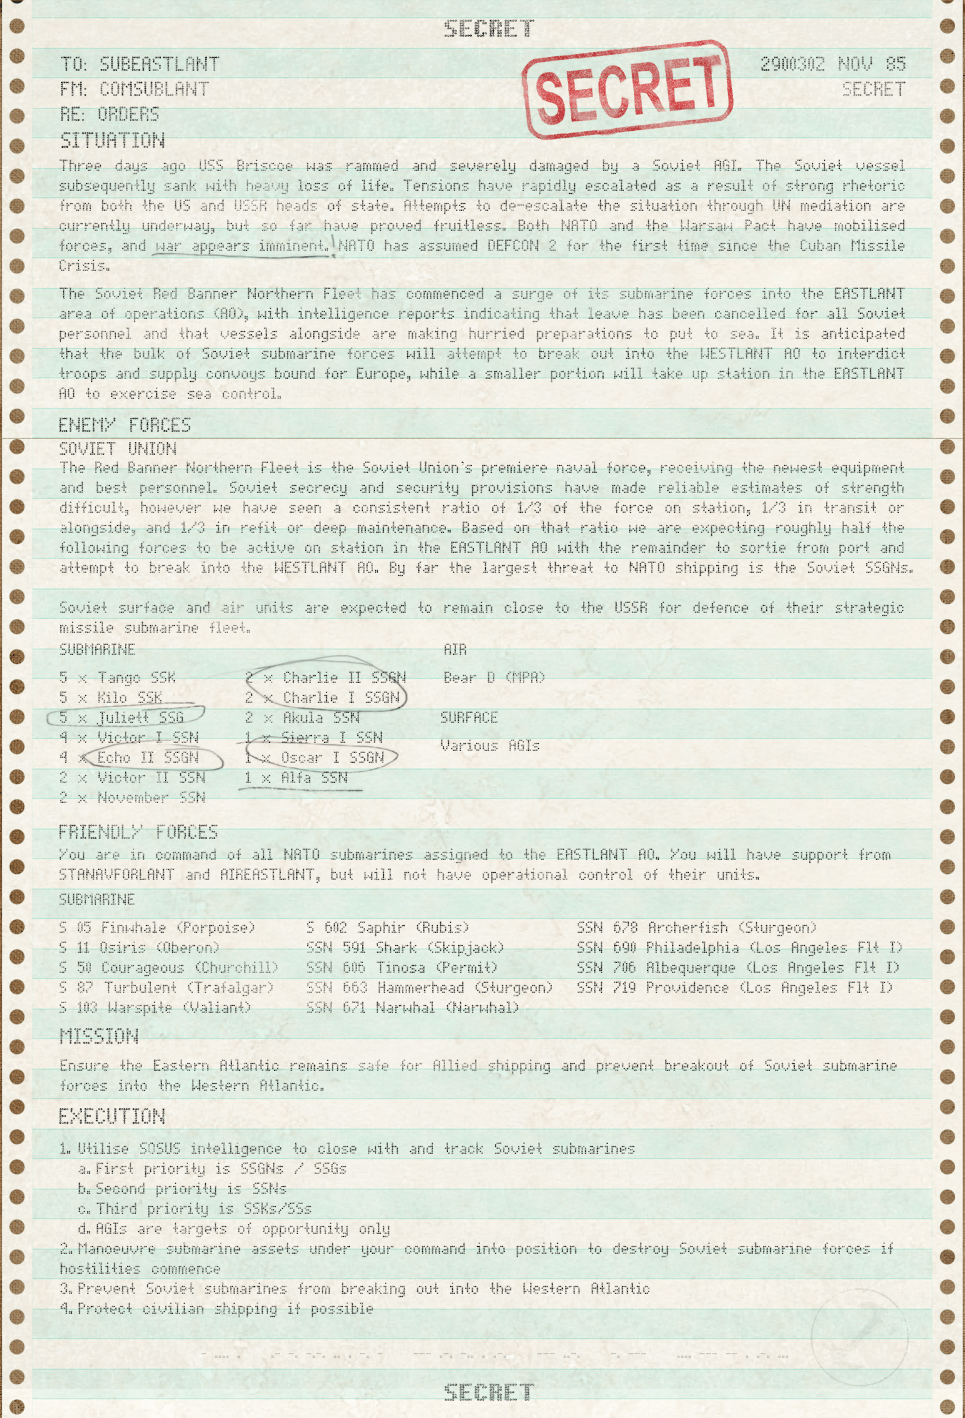 SECRET
TO: SUBEASTLANT
2900302 NOV 85
FM: COMSUBLANT
SECRET
SECRET
RE: ORDERS
SITUATION
Three days ago USS Briscoe was rammed and severely damaged by a Soviet AGI. The Soviet vessel
subsequently sank with heavy loss of life. Tensions have rapidly escalated as a result of strong rhetoric
from both the US and USSR heads of state. Attempts to de-escalate the situation through UN mediation are
currently underway, but so far have proved fruitless. Both NATO and the Warsaw Pact have mobilised
forces, and war appears imminent. NATO has assumed DEFCON 2 for the first time since the Cuban Missile
Crisis.
The Soviet Red Banner Northern Fleet has commenced a surge of its submarine forces into the EASTLANT
area of operations (AO), with intelligence reports indicating that leave has been cancelled for all Soviet
personnel and that vessels alongside are making hurried preparations to put to sea. It is anticipated
that the bulk of Soviet submarine forces will attempt to break out into the WESTLANT AO to interdict
troops and supply convoys bound for Europe, while a smaller portion will take up station in the EASTLANT
AO to exercise sea control.
ENEMY FORCES
SOVIET UNION
The Red Banner Northern Fleet is the Soviet Union's premiere naval force, receiving the newest equipment
and best personnel. Soviet secrecy and security provisions have made reliable estimates of strength
difficult, however we have seen a consistent ratio of 1/3 of the force on station, 1/3 in transit or
alongside, and 1/3 in refit or deep maintenance. Based on that ratio we are expecting roughly half the
following forces to be active on station in the EASTLANT AO with the remainder to sortie from port and
attempt to break into the WESTLANT AO. By far the largest threat to NATO shipping is the Soviet SSGNs.
Soviet surface and air units are expected to remain close to the USSR for defence of their strategic
missile submarine fleet.
SUBMARINE
5 x Tango SSK
5 x Kilo SSK
5 x Juliett SSG
4 x Victor I SSN
4 x Echo II SSGN
2 x Victor II SSN
2 x November SSN
2 x Charlie II SSGN
2 x Charlie I SSGN
2 x Akula SSN
1 x Sierra I SSN
1 x Oscar I SSGN
1 x Alfa SSN
AIR
Bear D (MPA)
SURFACE
Various AGIs
FRIENDLY FORCES
You are in command of all NATO submarines assigned to the EASTLANT AO. You will have support from
STANAVFORLANT and AIREASTLANT, but will not have operational control of their units.
SUBMARINE
S 05 Finwhale (Porpoise)
S 11 Osiris (Oberon)
S 50 Courageous (Churchill)
S 87 Turbulent (Trafalgar)
S 103 Warspite (Valiant)
S 602 Saphir (Rubis)
SSN 591 Shark (Skipjack)
SSN 606 Tinosa (Permit)
SSN 663 Hammerhead (Sturgeon)
SSN 671 Narwhal (Narwhal)
SSN 678 Archerfish (Sturgeon)
SSN 690 Philadelphia (Los Angeles Flt I)
SSN 706 Albequerque (Los Angeles Flt I)
SSN 719 Providence (Los Angeles Flt I)
MISSION
Ensure the Eastern Atlantic remains safe for Allied shipping and prevent breakout of Soviet submarine
forces into the Western Atlantic.
EXECUTION
1. Utilise SOSUS intelligence to close with and track Soviet submarines
a. First priority is SSGNs / SSGs
b. Second priority is SSNs
c. Third priority is SSKs/SSs
d. AGIs are targets of opportunity only
2. Manoeuvre submarine assets under your command into position to destroy Soviet submarine forces if
hostilities commence
3. Prevent Soviet submarines from breaking out into the Western Atlantic
4. Protect civilian shipping if possible
SECRET